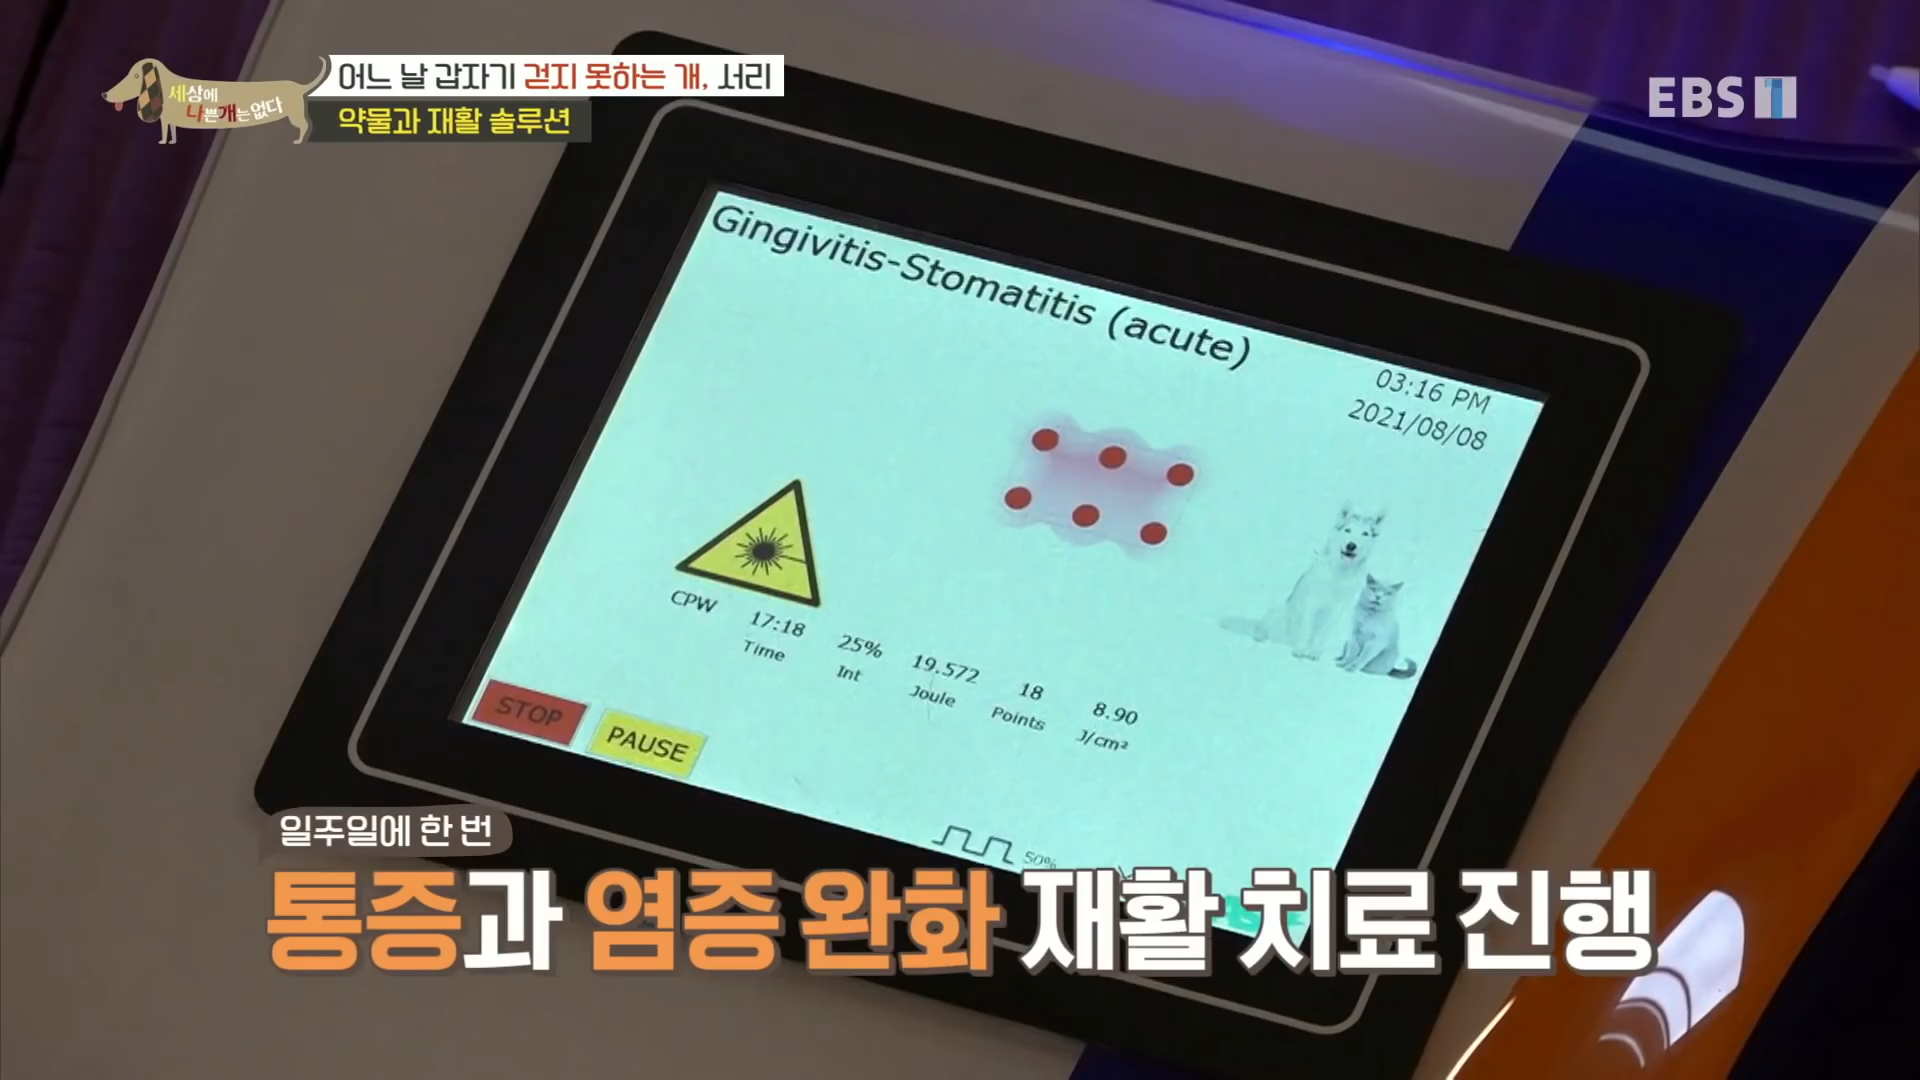 세상에
나쁜개는없다
어느 날 갑자기 걷지 못하는 개, 서리
약물과 재활 솔루션
EBS 1
Gingivitis-Stomatitis (acute)
03:16 PM
2021/08/08
CPW
17:18
Time
25%
Int
19.572
Joule
18
Points
8.90
J/cm²
STOP
PAUSE
50%
일주일에 한 번
통증과 염증 완화 재활 치료 진행